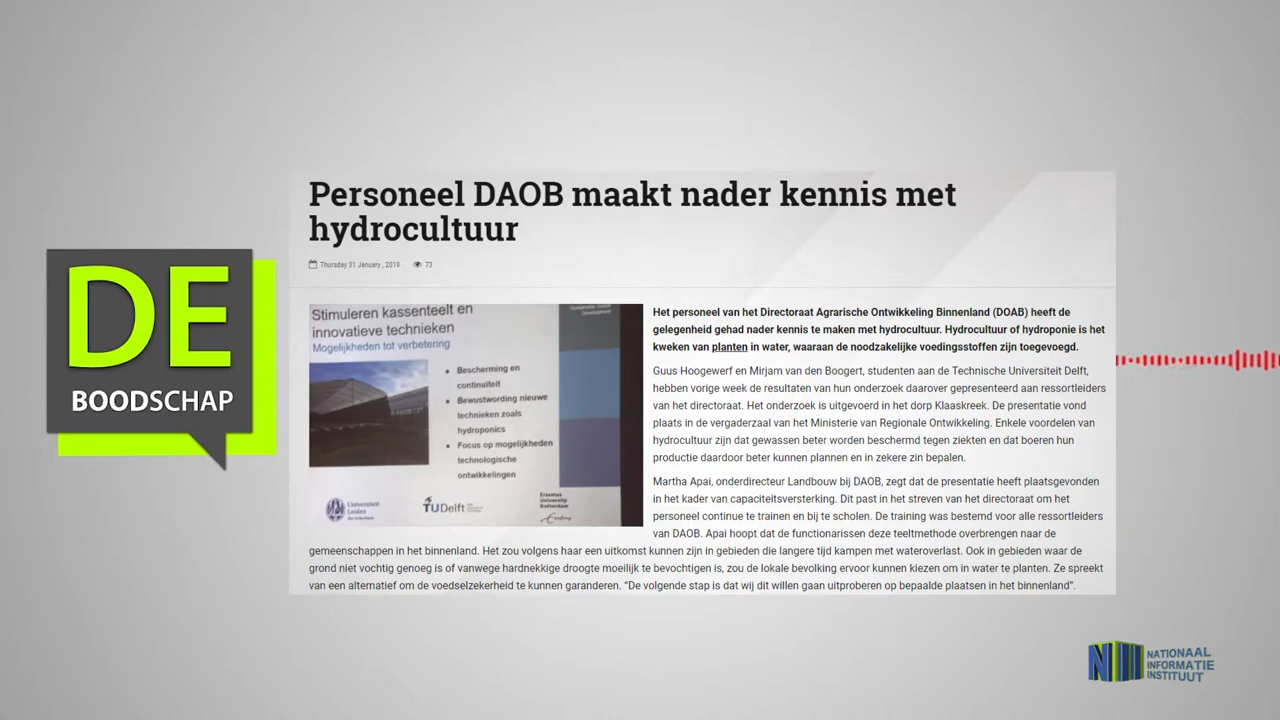 DE
BOODSCHAP
Personeel DAOB maakt nader kennis met
hydrocultuur
Thursday 31 January , 2019 73
Stimuleren kassenteelt en
innovatieve technieken
Mogelijkheden tot verbetering
• Bescherming en
continuïteit
• Bewustwording nieuwe
technieken zoals
hydroponics
• Focus op mogelijkheden
technologische
ontwikkelingen
Universiteit
Leiden
TUDelft
Erasmus
University
Rotterdam
Erasmus
Het personeel van het Directoraat Agrarische Ontwikkeling Binnenland (DOAB) heeft de
gelegenheid gehad nader kennis te maken met hydrocultuur. Hydrocultuur of hydroponie is het
kweken van planten in water, waaraan de noodzakelijke voedingsstoffen zijn toegevoegd.
Guus Hoogewerf en Mirjam van den Boogert, studenten aan de Technische Universiteit Delft,
hebben vorige week de resultaten van hun onderzoek daarover gepresenteerd aan ressortleiders
van het directoraat. Het onderzoek is uitgevoerd in het dorp Klaaskreek. De presentatie vond
plaats in de vergaderzaal van het Ministerie van Regionale Ontwikkeling. Enkele voordelen van
hydrocultuur zijn dat gewassen beter worden beschermd tegen ziekten en dat boeren hun
productie daardoor beter kunnen plannen en in zekere zin bepalen.
Martha Apai, onderdirecteur Landbouw bij DAOB, zegt dat de presentatie heeft plaatsgevonden
in het kader van capaciteitsversterking. Dit past in het streven van het directoraat om het
personeel continue te trainen en bij te scholen. De training was bestemd voor alle ressortleiders
van DAOB. Apai hoopt dat de functionarissen deze teeltmethode overbrengen naar de
gemeenschappen in het binnenland. Het zou volgens haar een uitkomst kunnen zijn in gebieden die langere tijd kampen met wateroverlast. Ook in gebieden waar de
grond niet vochtig genoeg is of vanwege hardnekkige droogte moeilijk te bevochtigen is, zou de lokale bevolking ervoor kunnen kiezen om in water te planten. Ze spreekt
van een alternatief om de voedselzekerheid te kunnen garanderen. “De volgende stap is dat wij dit willen gaan uitproberen op bepaalde plaatsen in het binnenland”.
NII
NATIONAAL
INFORMATIE
INSTITUUT